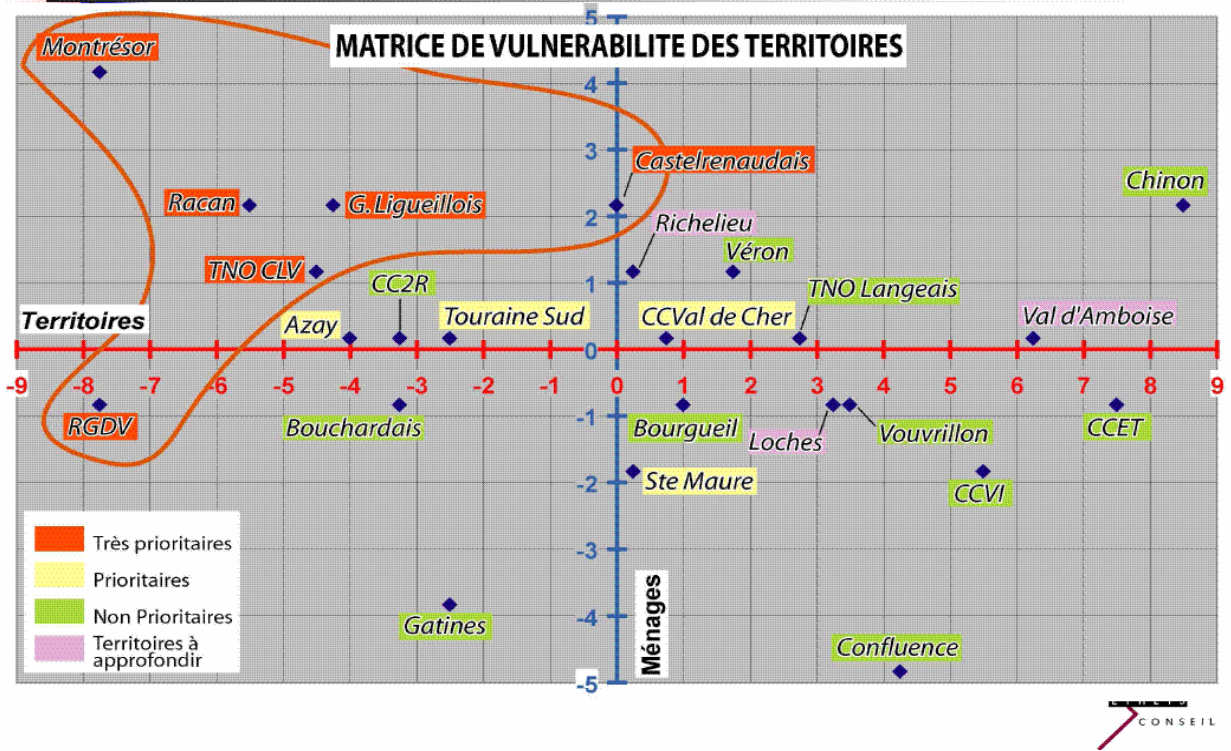 MATRICE DE VULNERABILITE DES TERRITOIRES
5
4
3
2
1
0
-1
-2
-3
-4
-5
-9 -8 -7 -6 -5 -4 -3 -2 -1 0 1 2 3 4 5 6 7 8 9
Territoires
Ménages
Montrésor
Castelrenaudais
Chinon
Racan
G. Ligueillois
Richelieu
Véron
TNO CLV
CC2R
TNO Langeais
Azay
Touraine Sud
CCVal de Cher
Val d'Amboise
RGDV
Bouchardais
Bourgueil
Loches
Vouvrillon
CCET
Ste Maure
CCVI
Gatines
Confluence
Très prioritaires
Prioritaires
Non Prioritaires
Territoires à
approfondir
CONSEIL